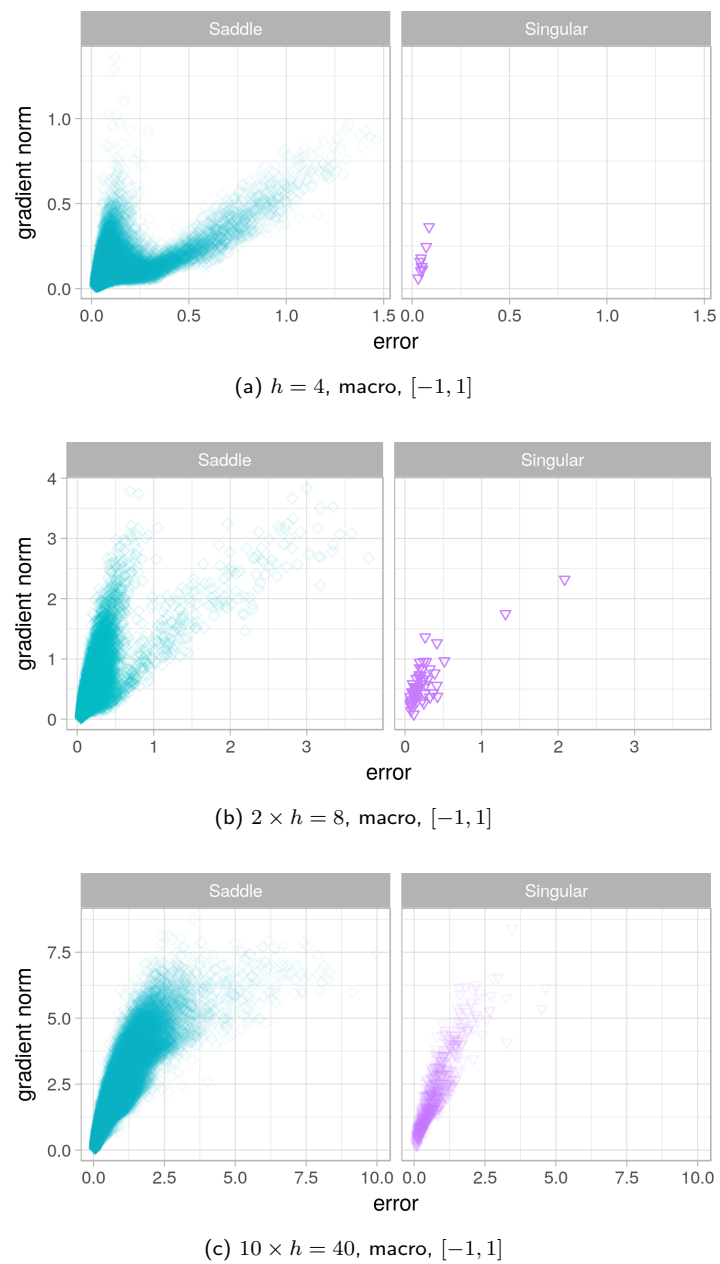 Saddle Singular
gradient norm
1.0
0.5
0.0
0.0 0.5 1.0 1.5 0.0 0.5 1.0 1.5
error
(a) h = 4, macro, [−1, 1]
Saddle Singular
gradient norm
4
3
2
1
0
0 1 2 3 0 1 2 3
error
(b) 2 × h = 8, macro, [−1, 1]
Saddle Singular
gradient norm
7.5
5.0
2.5
0.0
0.0 2.5 5.0 7.5 10.0 0.0 2.5 5.0 7.5 10.0
error
(c) 10 × h = 40, macro, [−1, 1]